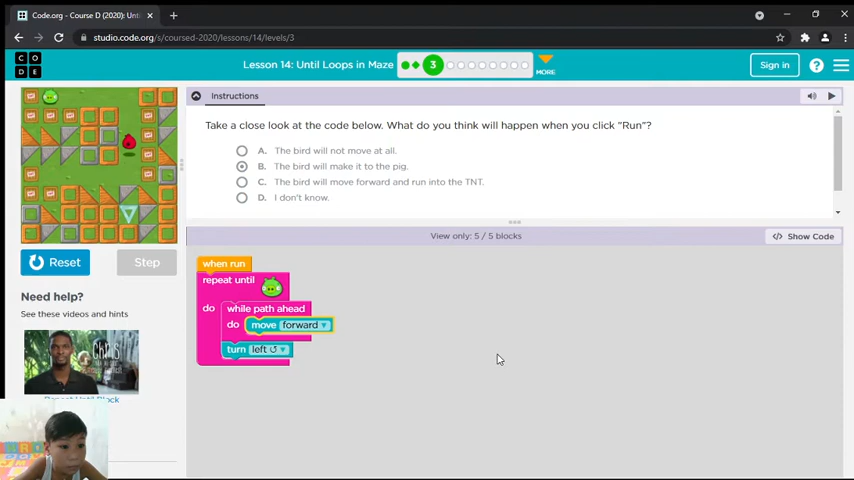 Code.org - Course D (2020): Unti
studio.code.org/s/coursed-2020/lessons/14/levels/3
C O
D E
Lesson 14: Until Loops in Maze
3
MORE
Sign in
?
Instructions
Take a close look at the code below. What do you think will happen when you click "Run"?
A. The bird will not move at all.
B. The bird will make it to the pig.
C. The bird will move forward and run into the TNT.
D. I don't know.
View only: 5 / 5 blocks
</> Show Code
Reset
Step
when run
repeat until
do
while path ahead
do
move forward
turn left
Need help?
See these videos and hints
Chris
Repeat Until Block